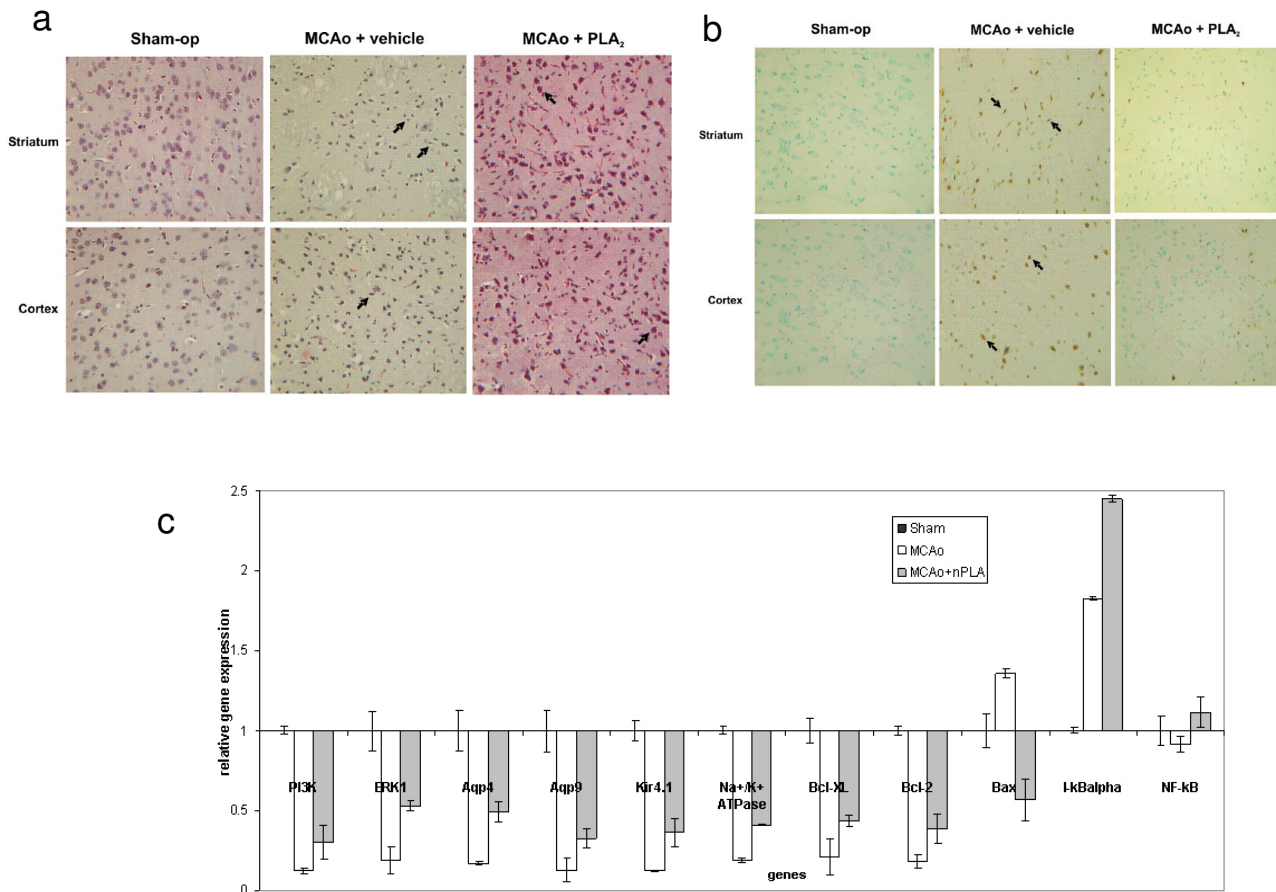 a
Sham-op MCAo + vehicle MCAo + PLA₂
Striatum
Cortex
b
Sham-op MCAo + vehicle MCAo + PLA₂
Striatum
Cortex
c
relative gene expression
2.5
2
1.5
1
0.5
0
Sham
MCAo
MCAo+nPLA
PI3K ERK1 Aqp4 Aqp9 Kir4.1 Na+/K+ ATPase Bcl-XL Bcl-2 Bax I-kBalpha NF-kB
genes